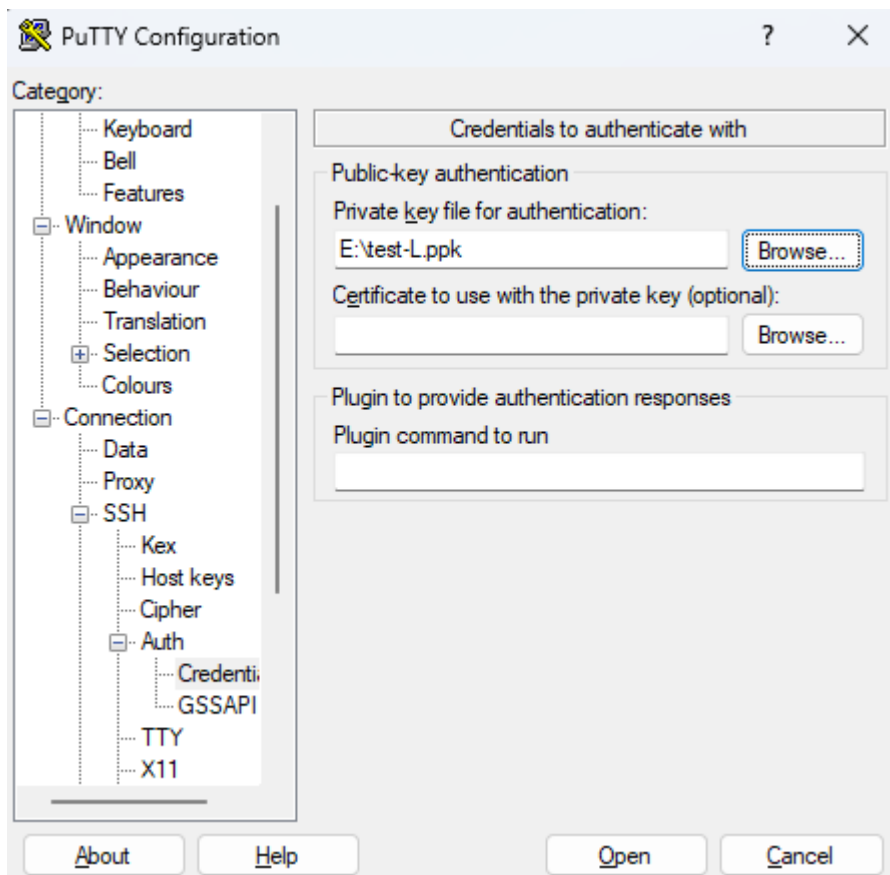 PuTTY Configuration
?
Category:
Keyboard
Bell
Features
Window
Appearance
Behaviour
Translation
Selection
Colours
Connection
Data
Proxy
SSH
Kex
Host keys
Cipher
Auth
Credenti
GSSAPI
TTY
X11
Credentials to authenticate with
Public-key authentication
Private key file for authentication:
E:\test-L.ppk
Browse...
Certificate to use with the private key (optional):
Browse...
Plugin to provide authentication responses
Plugin command to run
About
Help
Open
Cancel